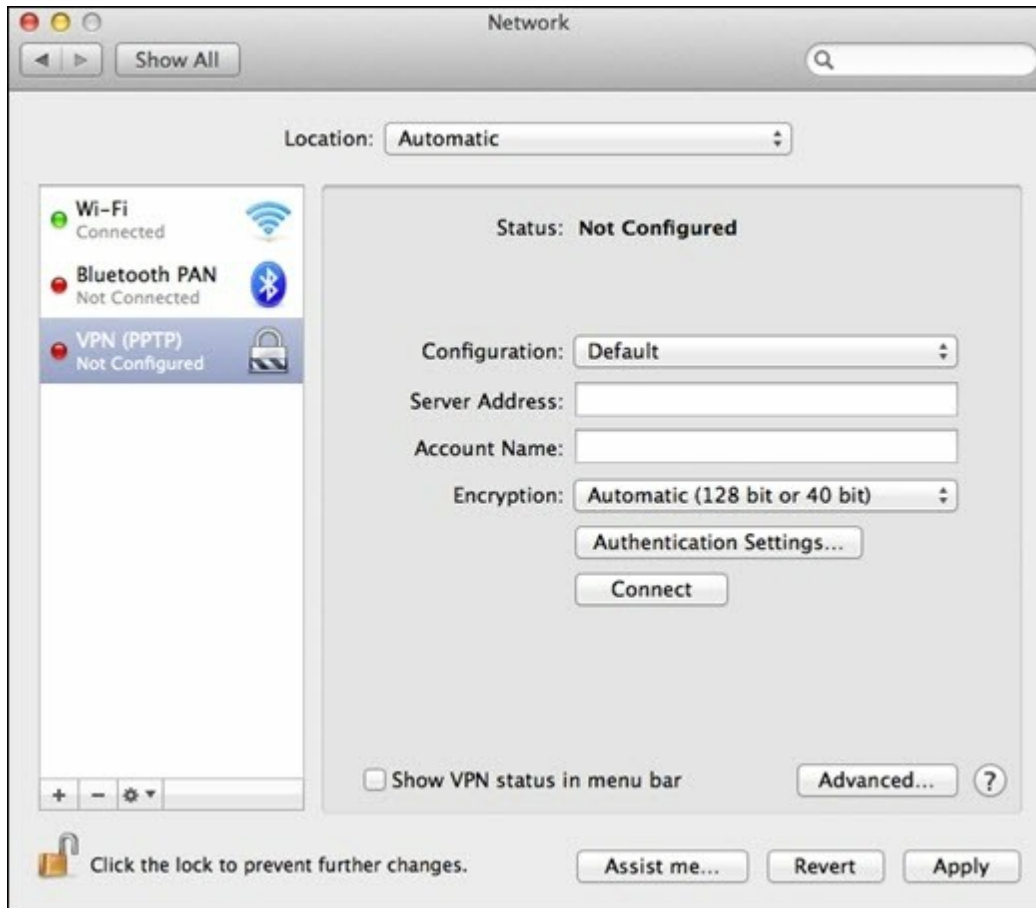 Network
Show All
Location: Automatic
Wi-Fi
Connected
Bluetooth PAN
Not Connected
VPN (PPTP)
Not Configured
Status: Not Configured
Configuration: Default
Server Address:
Account Name:
Encryption: Automatic (128 bit or 40 bit)
Authentication Settings...
Connect
Show VPN status in menu bar
Advanced... ?
Click the lock to prevent further changes.
Assist me... Revert Apply